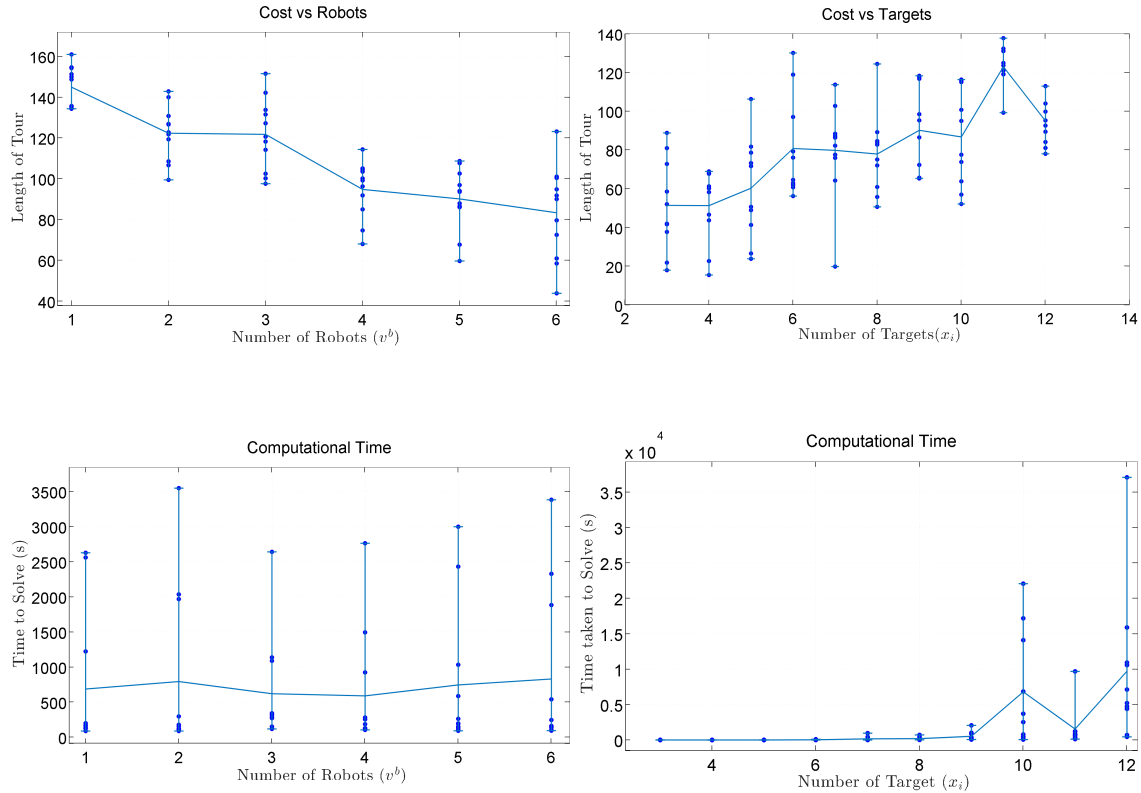 Cost vs Robots
160
140
120
100
80
60
40
Length of Tour
1 2 3 4 5 6
Number of Robots (v^b)
Cost vs Targets
140
120
100
80
60
40
20
0
Length of Tour
2 4 6 8 10 12 14
Number of Targets(x_i)
Computational Time
3500
3000
2500
2000
1500
1000
500
0
Time to Solve (s)
1 2 3 4 5 6
Number of Robots (v^b)
Computational Time
x 10^4
3.5
3
2.5
2
1.5
1
0.5
0
Time taken to Solve (s)
4 6 8 10 12
Number of Target (x_i)